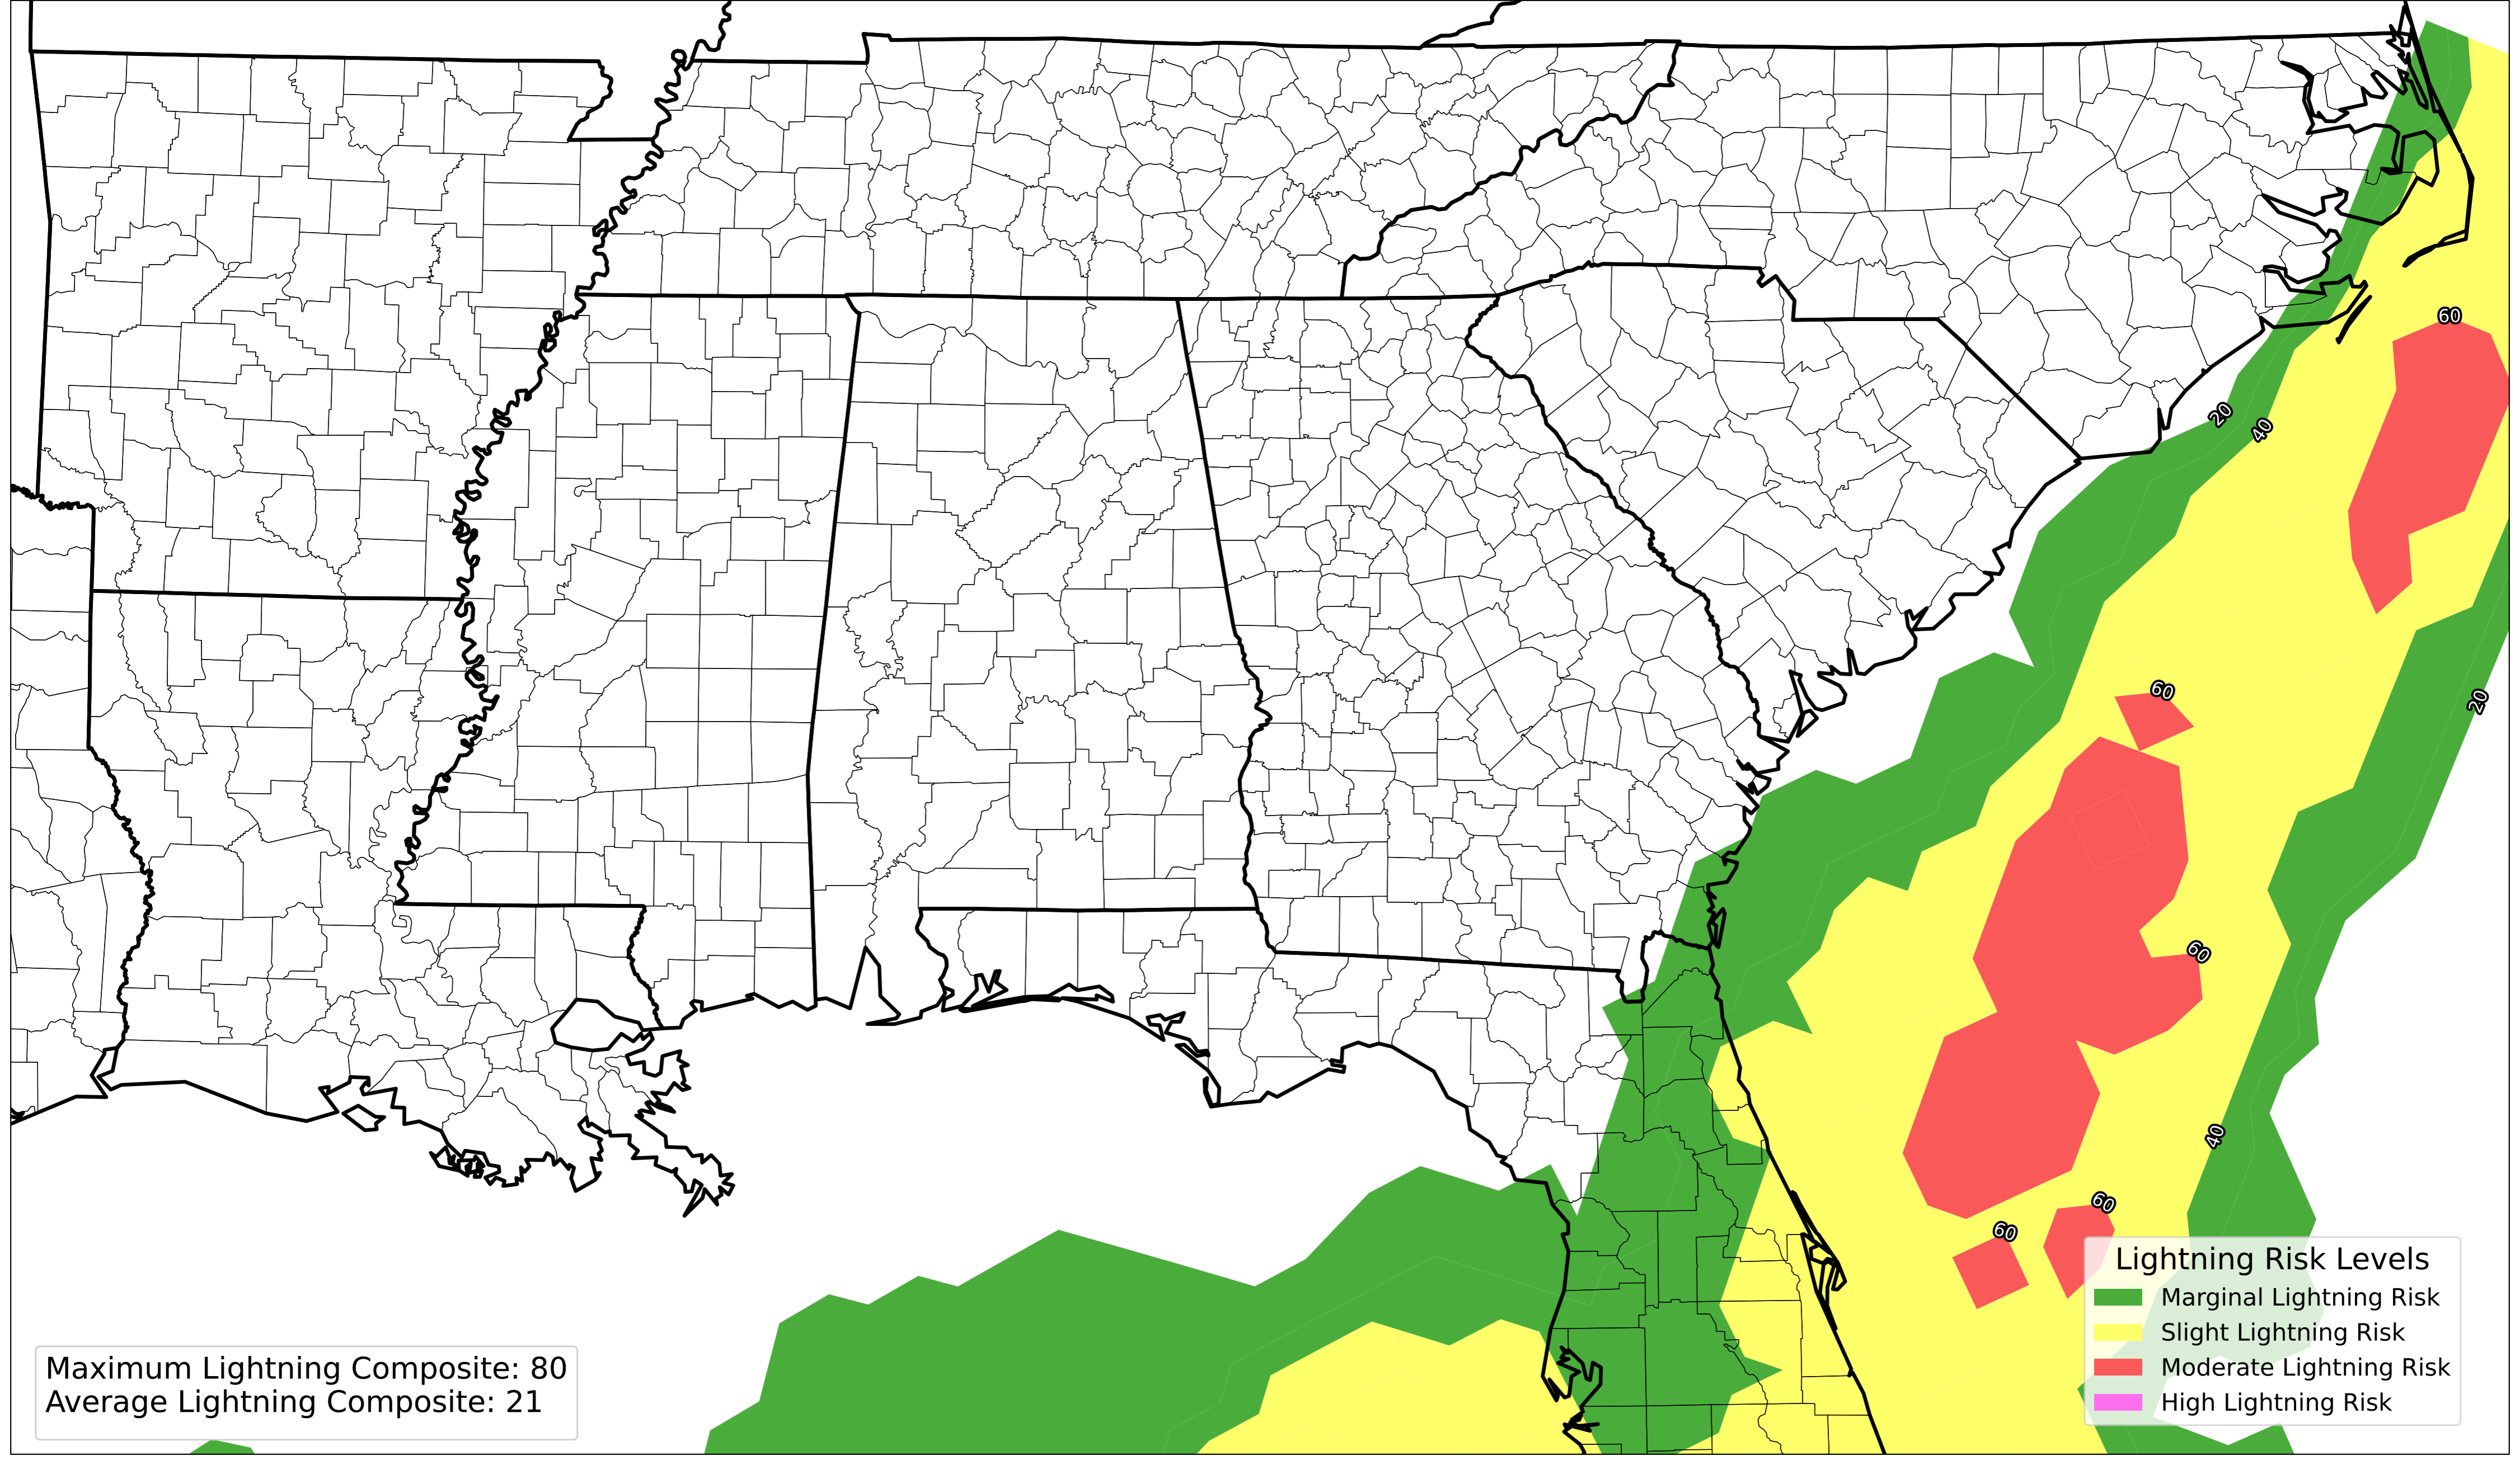 60
20
40
60
20
60
40
60
60
Lightning Risk Levels
Marginal Lightning Risk
Slight Lightning Risk
Moderate Lightning Risk
High Lightning Risk
Maximum Lightning Composite: 80
Average Lightning Composite: 21